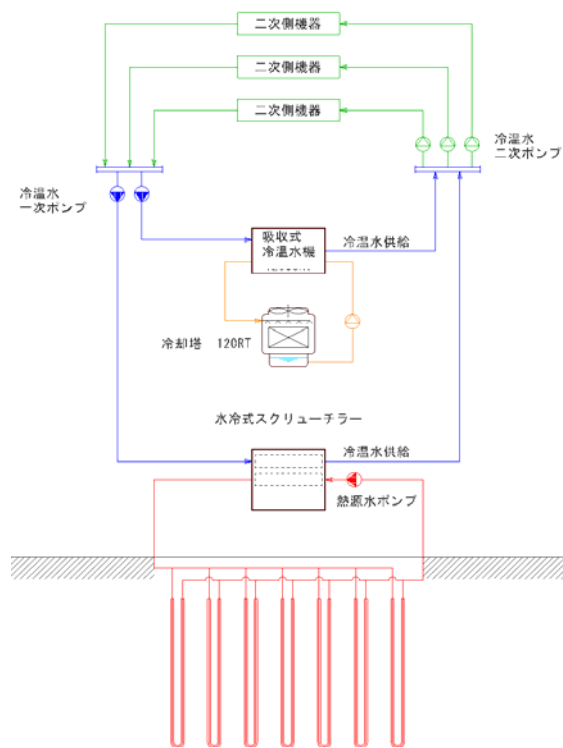 二次側機器
二次側機器
二次側機器
冷温水
二次ポンプ
冷温水
一次ポンプ
吸収式
冷温水機
冷温水供給
冷却塔　120RT
水冷式スクリューチラー
冷温水供給
熱源水ポンプ